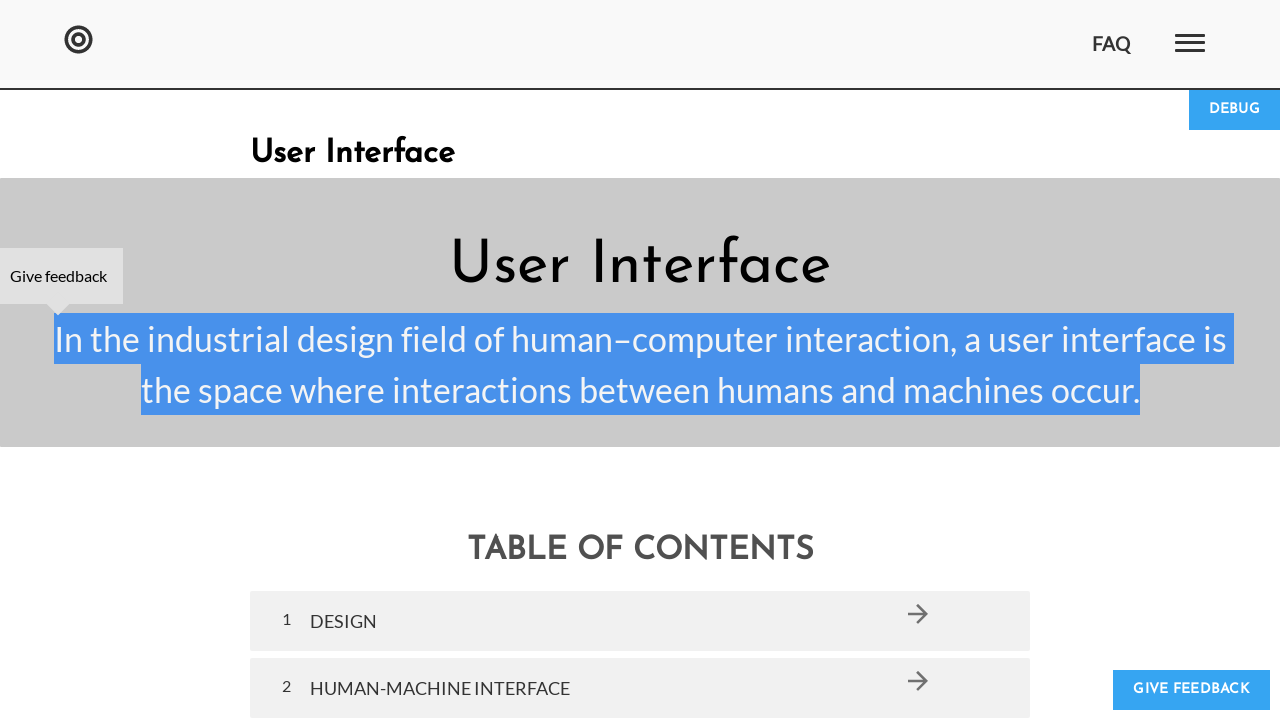 FAQ
DEBUG
User Interface
User Interface
Give feedback
In the industrial design field of human–computer interaction, a user interface is
the space where interactions between humans and machines occur.
TABLE OF CONTENTS
1 DESIGN
2 HUMAN-MACHINE INTERFACE
GIVE FEEDBACK